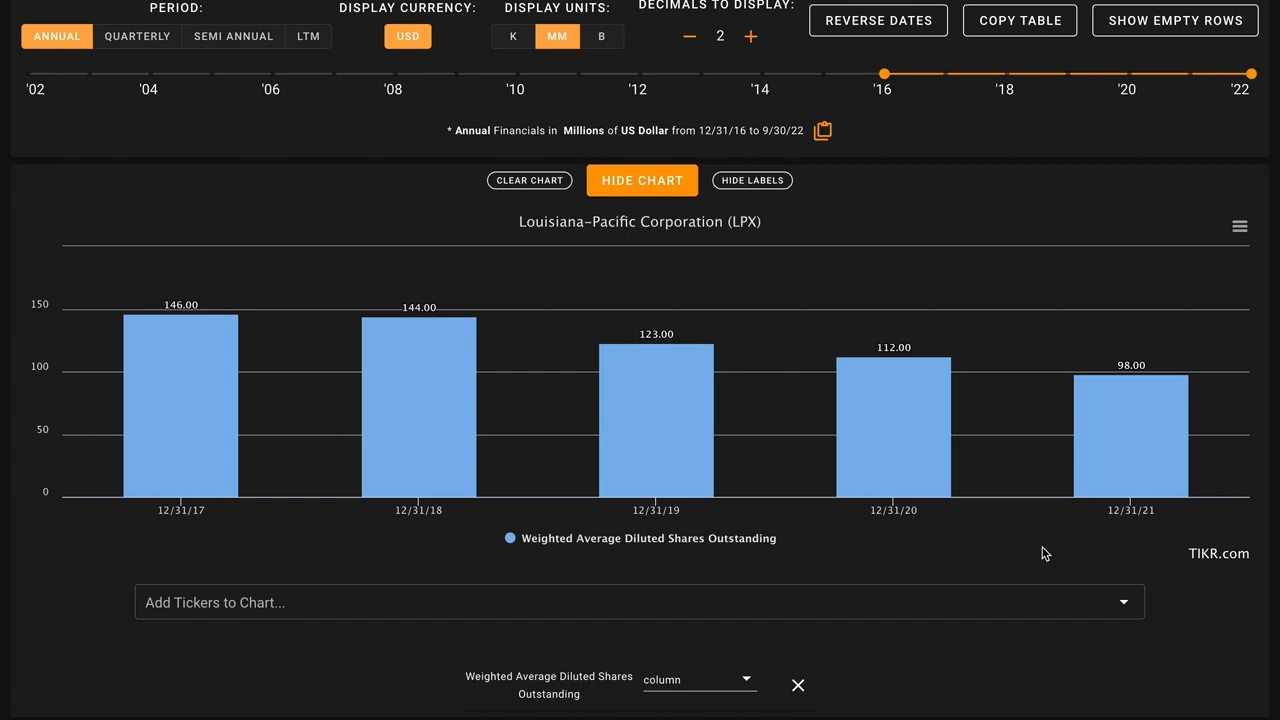 PERIOD:
DISPLAY CURRENCY:
DISPLAY UNITS:
DECIMALS TO DISPLAY:
ANNUAL QUARTERLY SEMI ANNUAL LTM
USD
K MM B
2
REVERSE DATES
COPY TABLE
SHOW EMPTY ROWS
'02 '04 '06 '08 '10 '12 '14 '16 '18 '20 '22
* Annual Financials in Millions of US Dollar from 12/31/16 to 9/30/22
CLEAR CHART
HIDE CHART
HIDE LABELS
Louisiana-Pacific Corporation (LPX)
150
100
50
0
146.00
144.00
123.00
112.00
98.00
12/31/17 12/31/18 12/31/19 12/31/20 12/31/21
Weighted Average Diluted Shares Outstanding
TIKR.com
Add Tickers to Chart...
Weighted Average Diluted Shares
Outstanding
column